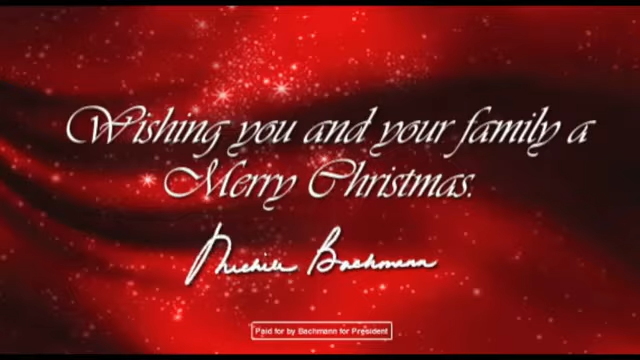 Wishing you and your family a
Merry Christmas.
Michele Bachmann
Paid for by Bachmann for President